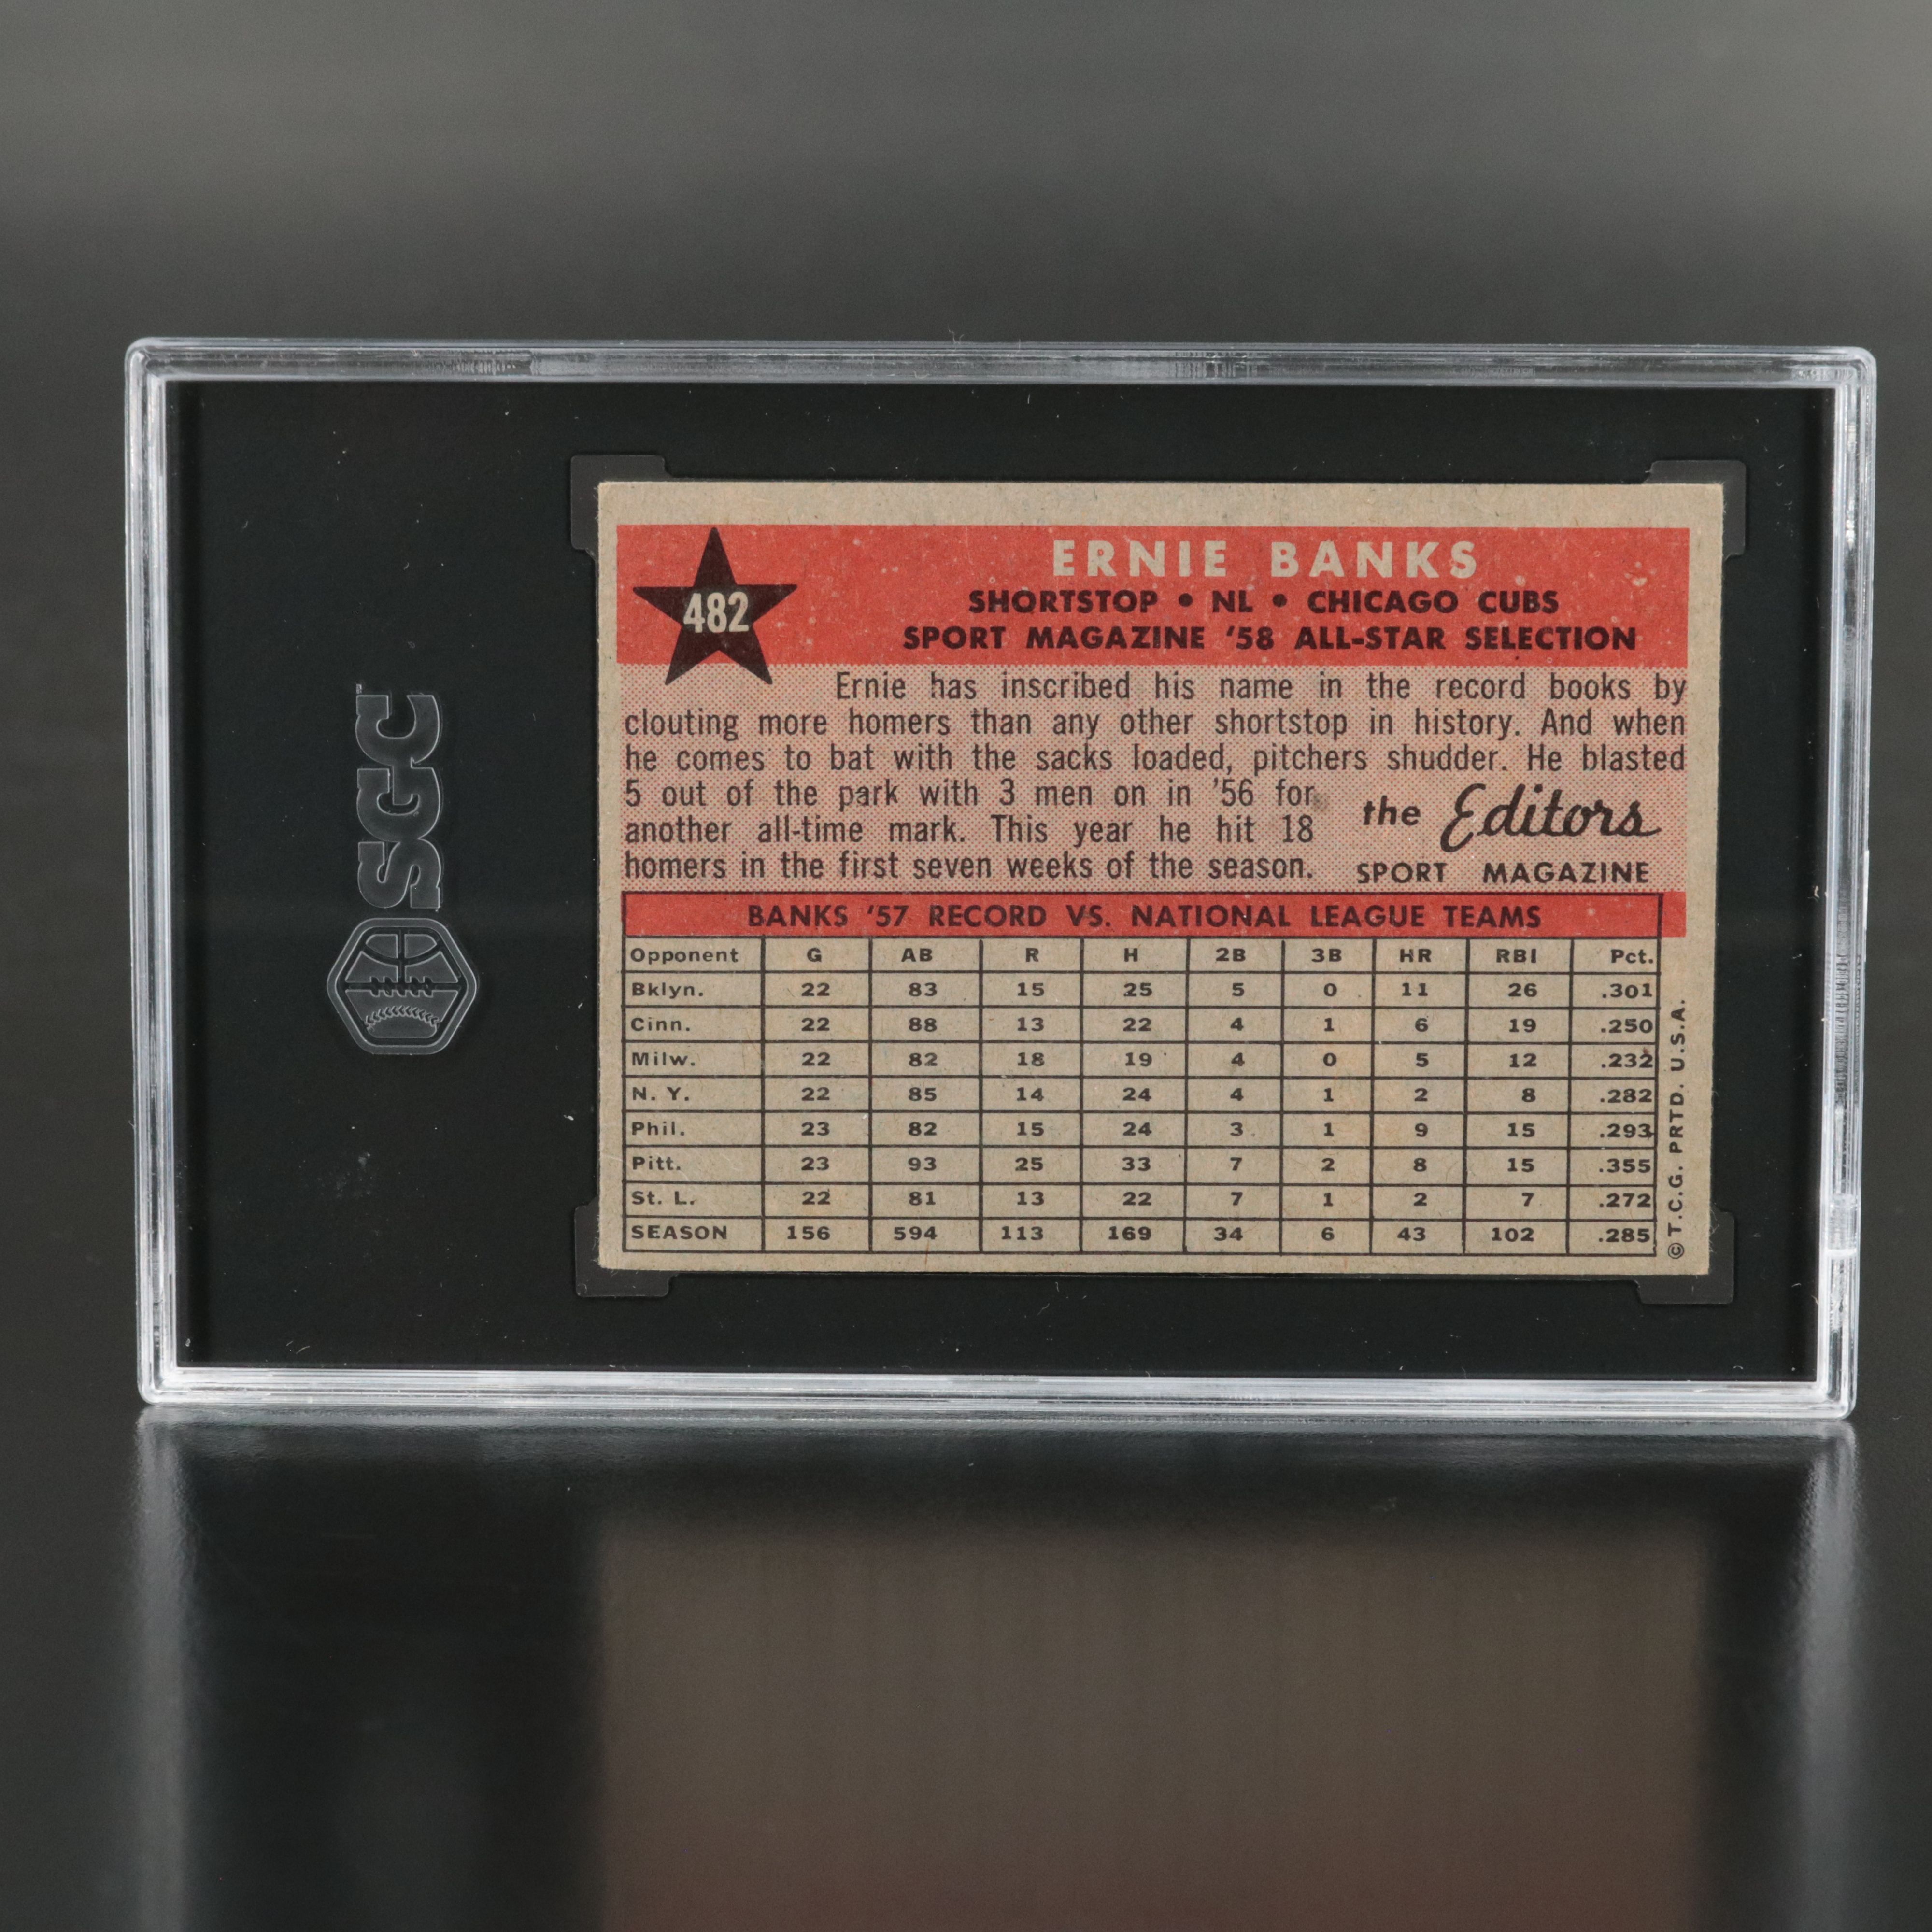 SGC
482
ERNIE BANKS
SHORTSTOP • NL • CHICAGO CUBS
SPORT MAGAZINE '58 ALL-STAR SELECTION
Ernie has inscribed his name in the record books by
clouting more homers than any other shortstop in history. And when
he comes to bat with the sacks loaded, pitchers shudder. He blasted
5 out of the park with 3 men on in '56 for
another all-time mark. This year he hit 18
homers in the first seven weeks of the season.
the Editors
SPORT MAGAZINE
BANKS '57 RECORD VS. NATIONAL LEAGUE TEAMS
Opponent G AB R H 2B 3B HR RBI Pct.
Bklyn. 22 83 15 25 5 0 11 26 .301
Cinn. 22 88 13 22 4 1 6 19 .250
Milw. 22 82 18 19 4 0 5 12 .232
N. Y. 22 85 14 24 4 1 2 8 .282
Phil. 23 82 15 24 3 1 9 15 .293
Pitt. 23 93 25 33 7 2 8 15 .355
St. L. 22 81 13 22 7 1 2 7 .272
SEASON 156 594 113 169 34 6 43 102 .285
© T.C.G. PRTD. U.S.A.